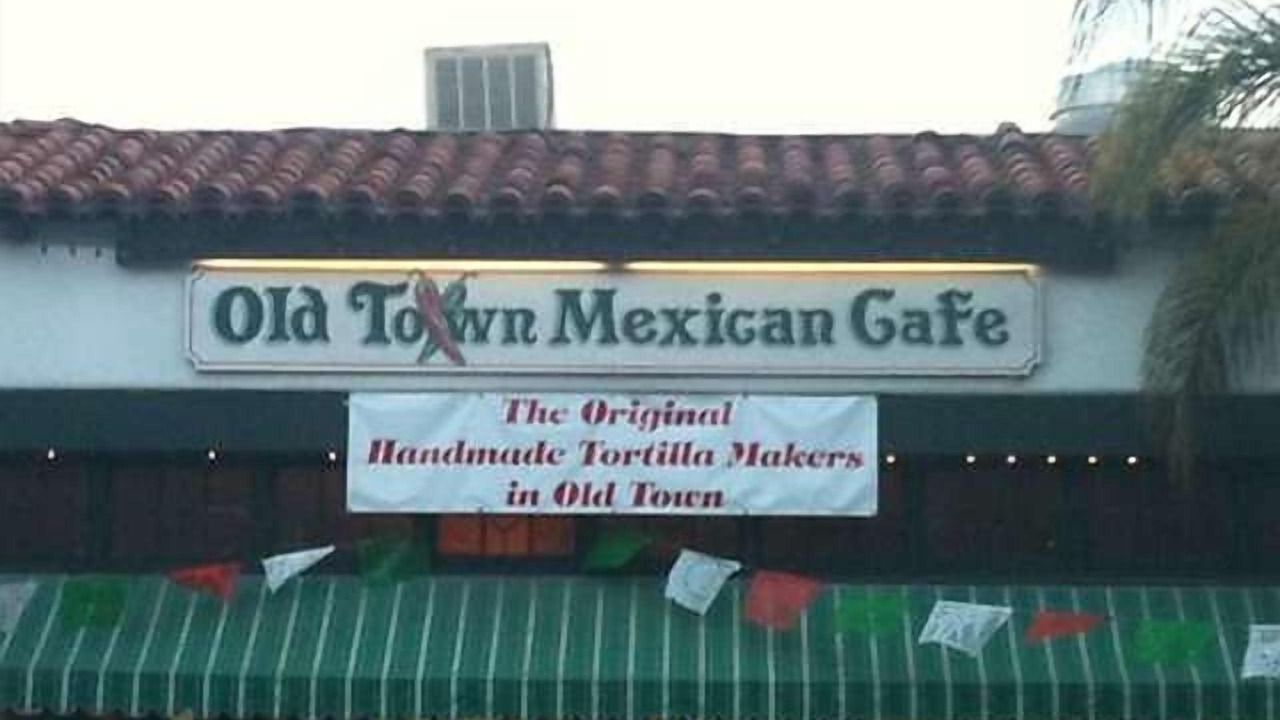 Old Town Mexican Cafe
The Original
Handmade Tortilla Makers
in Old Town